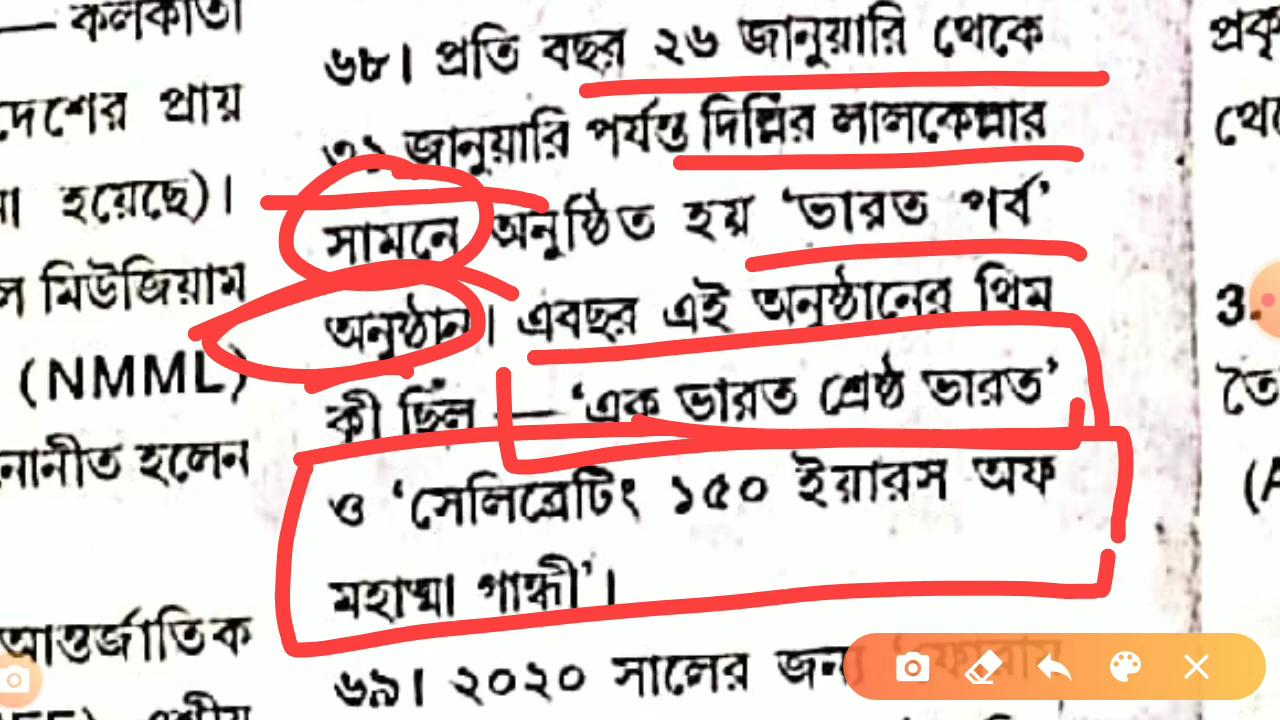 — কলকাতা
দেশের প্রায়
হয়েছে)।
মিউজিয়াম
(NMML)
হলেন
আন্তর্জাতিক
৬৮। প্রতি বছর ২৬ জানুয়ারি থেকে
৩১ জানুয়ারি পর্যন্ত দিল্লির লালকেল্লার
সামনে অনুষ্ঠিত হয় ‘ভারত পর্ব’
অনুষ্ঠান। এবছর এই অনুষ্ঠানের থিম
কী ছিল — ‘এক ভারত শ্রেষ্ঠ ভারত’
ও ‘সেলিব্রেটিং ১৫০ ইয়ারস অফ
মহাত্মা গান্ধী’।
৬৯। ২০২০ সালের জন্য
3.